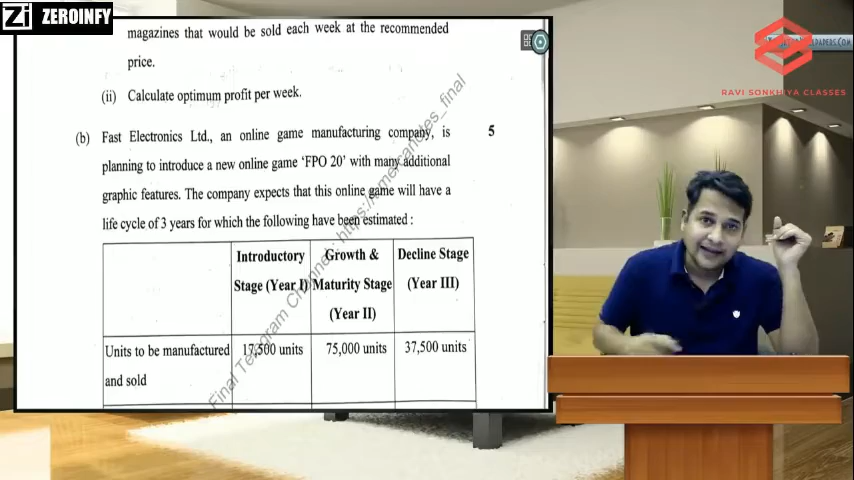 Zi ZEROINFY
magazines that would be sold each week at the recommended
price.
(ii) Calculate optimum profit per week.
(b) Fast Electronics Ltd., an online game manufacturing company, is 5
planning to introduce a new online game ‘FPO 20’ with many additional
graphic features. The company expects that this online game will have a
life cycle of 3 years for which the following have been estimated :
Introductory Stage (Year I)
Growth & Maturity Stage (Year II)
Decline Stage (Year III)
Units to be manufactured and sold
17,500 units
75,000 units
37,500 units
RAVI SONKHIYA CLASSES